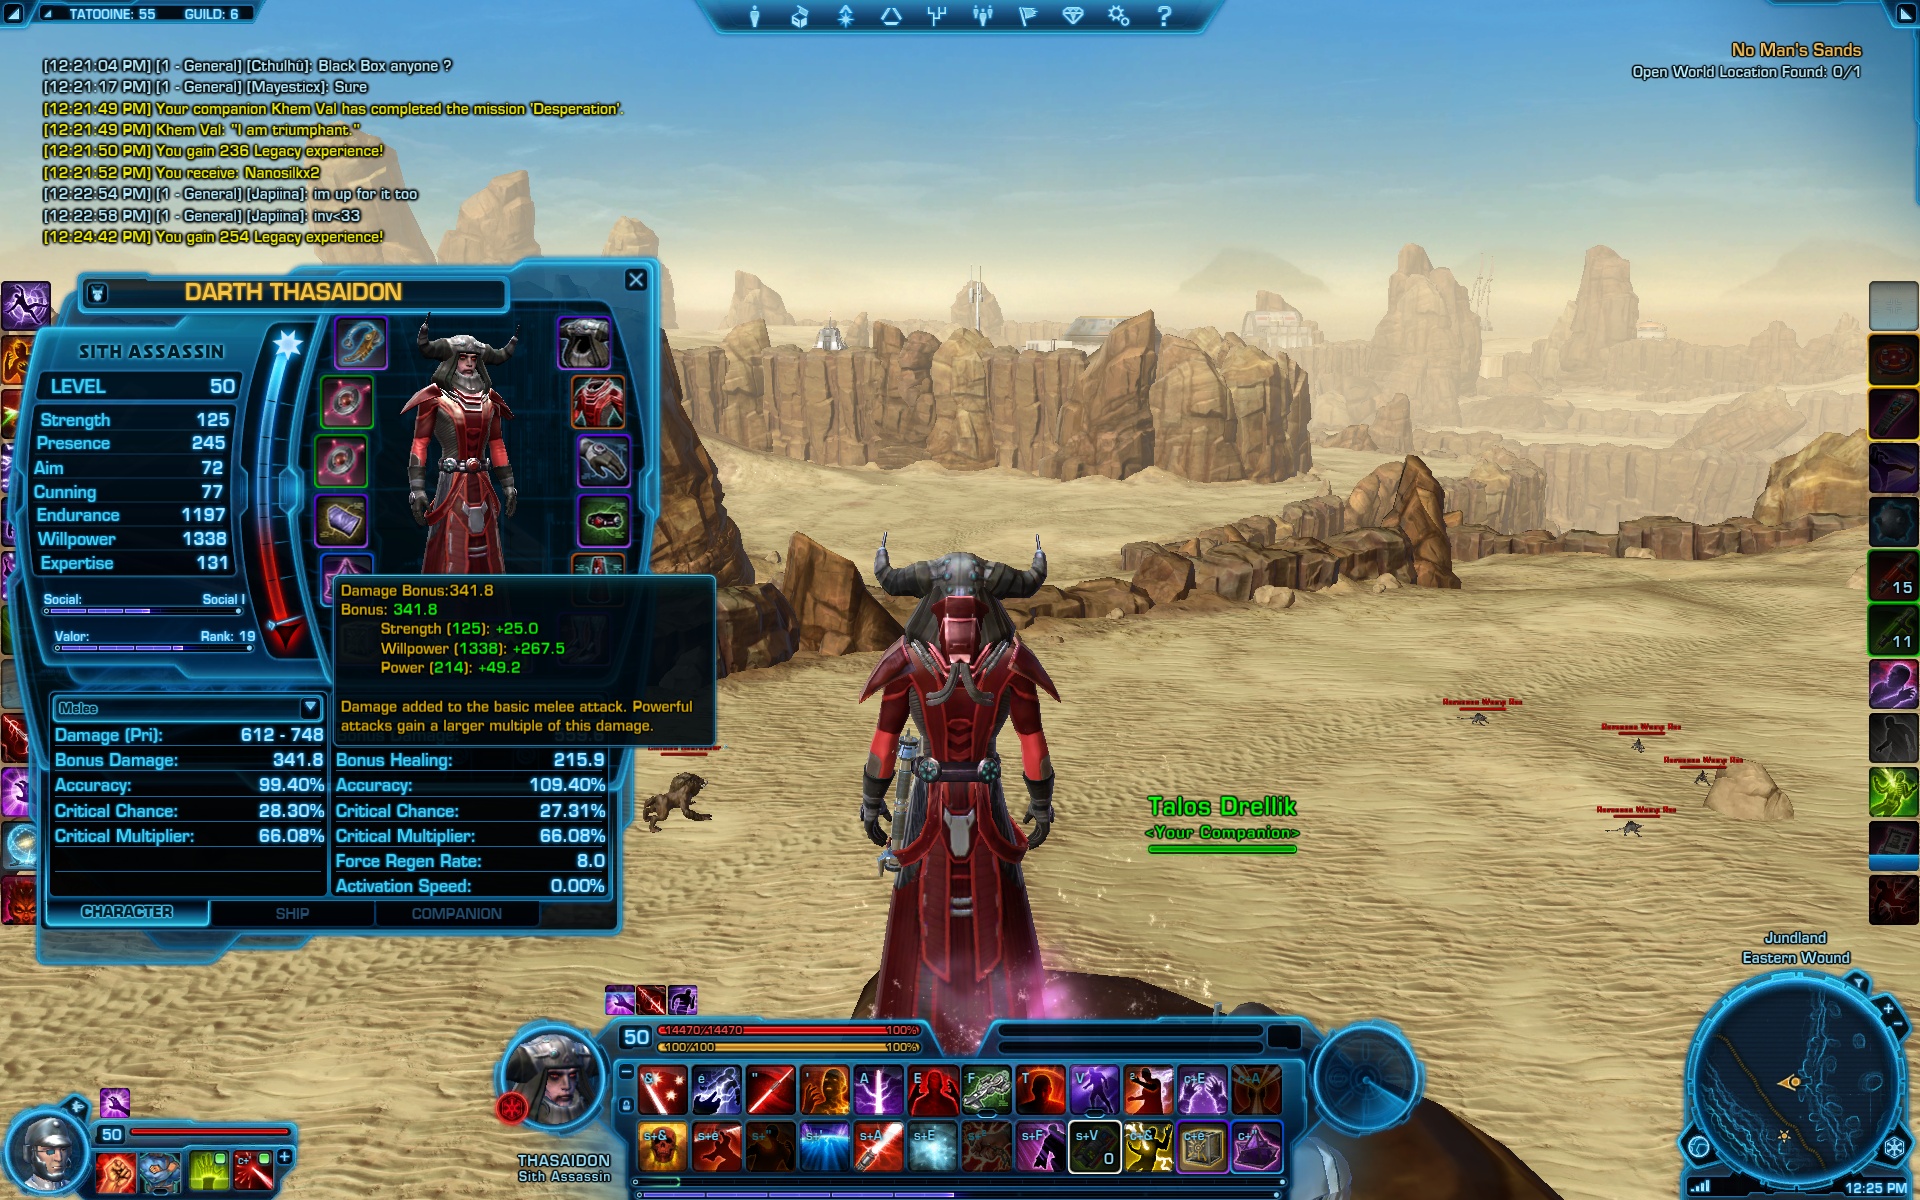 TATOOINE: 55 GUILD: 6
[12:21:04 PM] [1 - General] [Cthulhû]: Black Box anyone ?
[12:21:17 PM] [1 - General] [Mayesticx]: Sure
[12:21:49 PM] Your companion Khem Val has completed the mission 'Desperation'.
[12:21:49 PM] Khem Val: "I am triumphant."
[12:21:50 PM] You gain 236 Legacy experience!
[12:21:52 PM] You receive: Nanosilkx2
[12:22:54 PM] [1 - General] [Japiina]: im up for it too
[12:22:58 PM] [1 - General] [Japiina]: inv<33
[12:24:42 PM] You gain 254 Legacy experience!
No Man's Sands
Open World Location Found: 0/1
DARTH THASAIDON
SITH ASSASSIN
LEVEL 50
Strength 125
Presence 245
Aim 72
Cunning 77
Endurance 1197
Willpower 1338
Expertise 131
Social: Social I
Valor: Rank: 19
Damage Bonus:341.8
Bonus: 341.8
Strength (125): +25.0
Willpower (1338): +267.5
Power (214): +49.2
Damage added to the basic melee attack. Powerful
attacks gain a larger multiple of this damage.
Melee
Damage (Pri): 612 - 748
Bonus Damage: 341.8
Accuracy: 99.40%
Critical Chance: 28.30%
Critical Multiplier: 66.08%
Bonus Healing: 215.9
Accuracy: 109.40%
Critical Chance: 27.31%
Critical Multiplier: 66.08%
Force Regen Rate: 8.0
Activation Speed: 0.00%
CHARACTER SHIP COMPANION
Talos Drellik
<Your Companion>
15
11
Jundland
Eastern Wound
50 14470/14470 100%
100/100 100%
& é " ' A E F T V c+E
s+& s+é s+" s+' s+A s+E s+F s+V 0 c+& c+é c+"
THASAIDON
Sith Assassin
50
12:25 PM